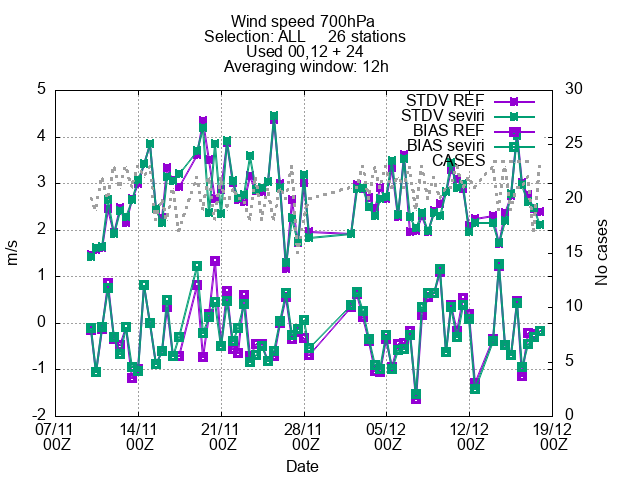 Wind speed 700hPa
Selection: ALL     26 stations
Used 00,12 + 24
Averaging window: 12h
5 30
STDV REF
STDV seviri
4 25
BIAS REF
BIAS seviri
CASES
3 20
2 15
m/s No cases
1 10
0
-1 5
-2 0
07/11 14/11 21/11 28/11 05/12 12/12 19/12
00Z 00Z 00Z 00Z 00Z 00Z 00Z
Date